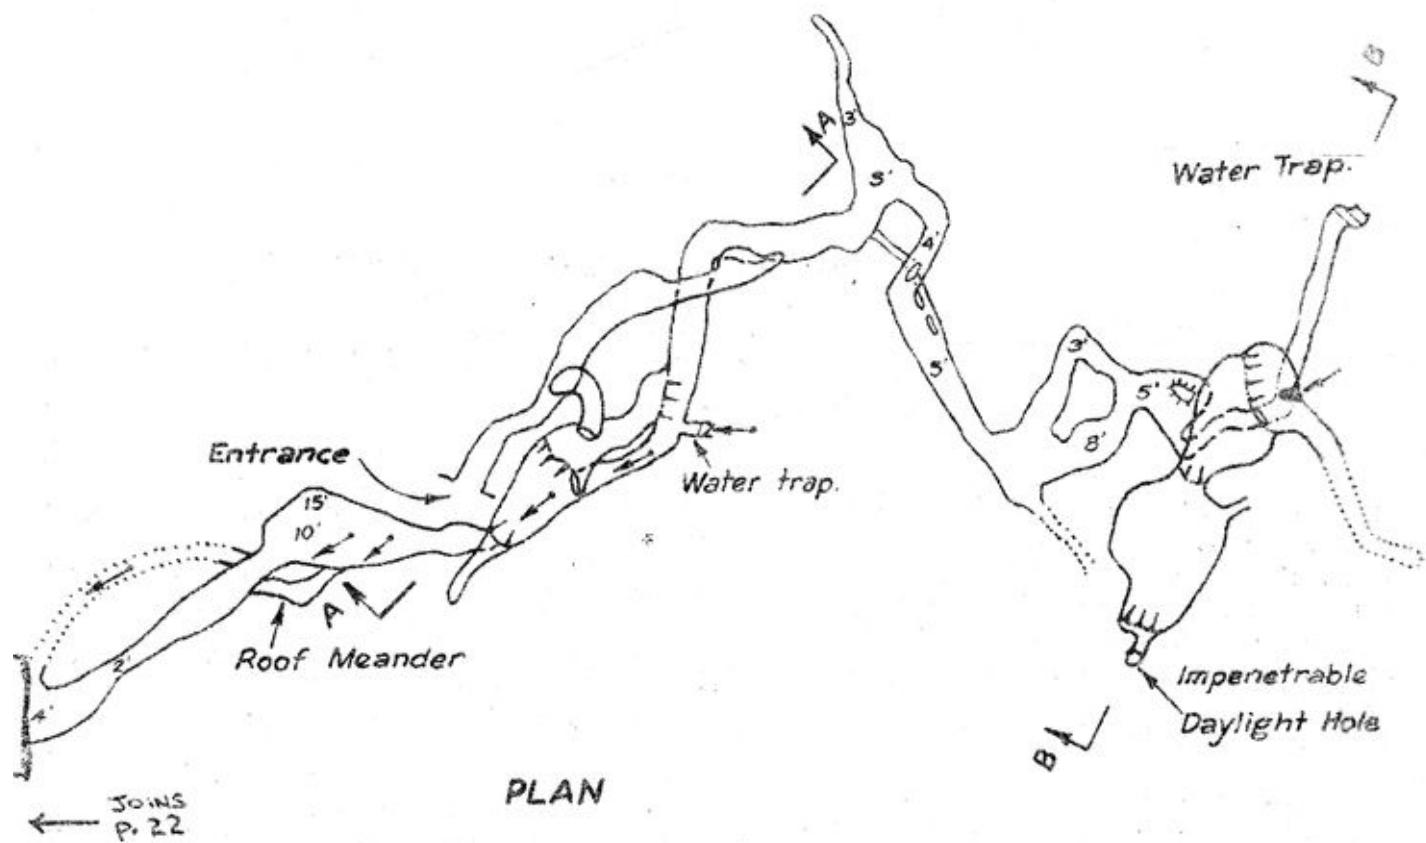 B
Water Trap.
A
3'
3'
4'
5'
3'
5'
8'
Entrance
Water trap.
15'
10'
A
Roof Meander
2'
4'
Impenetrable
Daylight Hole
B
PLAN
JOINS
p. 22